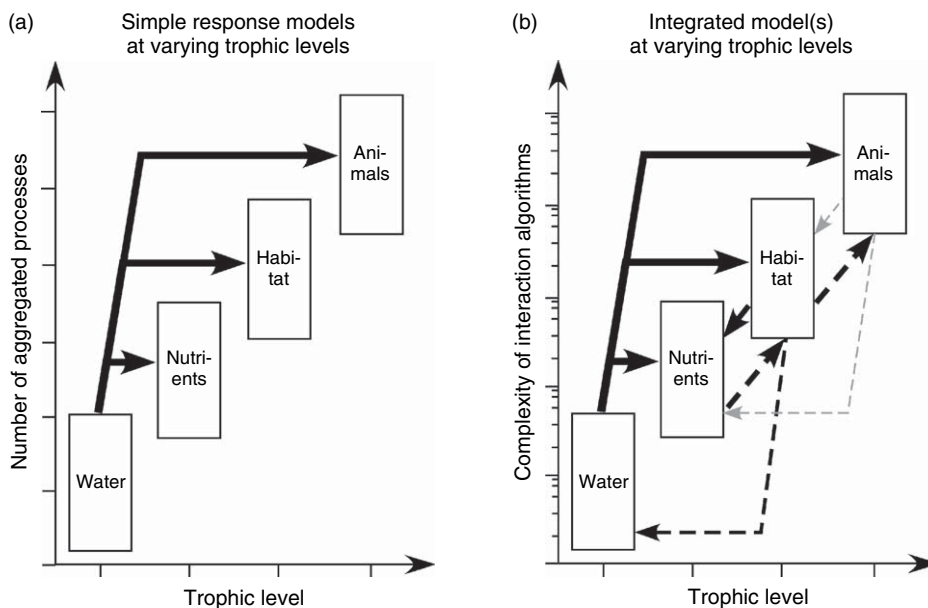 (a)
Simple response models
at varying trophic levels
Number of aggregated processes
Ani-
mals
Habi-
tat
Nutri-
ents
Water
Trophic level
(b)
Integrated model(s)
at varying trophic levels
Complexity of interaction algorithms
Ani-
mals
Habi-
tat
Nutri-
ents
Water
Trophic level